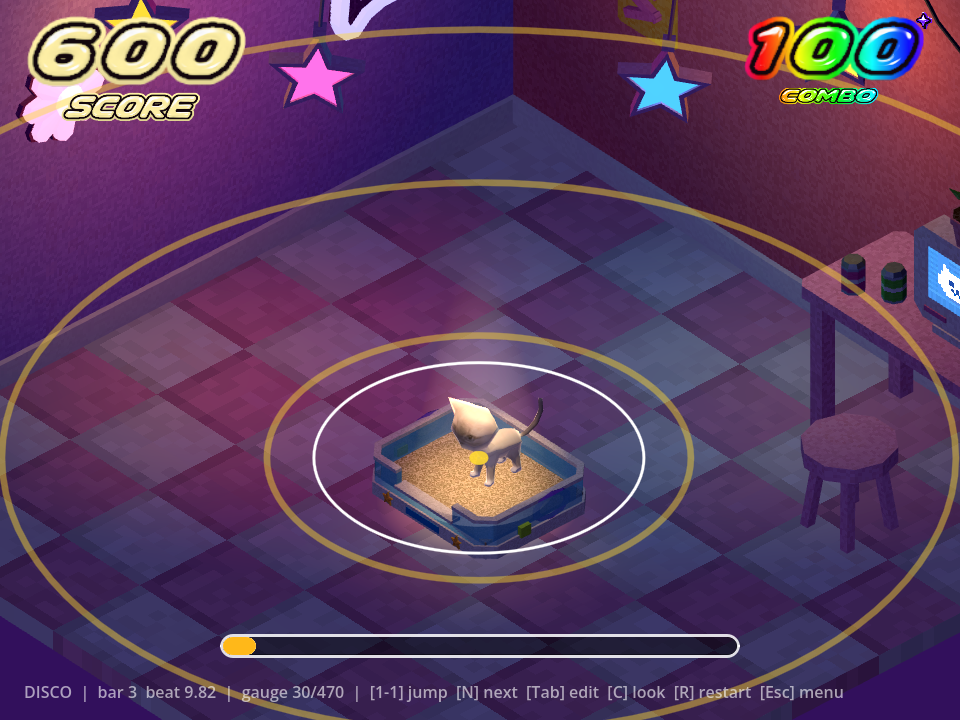 600
SCORE
100
COMBO
DISCO | bar 3 beat 9.82 | gauge 30/470 | [1-1] jump [N] next [Tab] edit [C] look [R] restart [Esc] menu